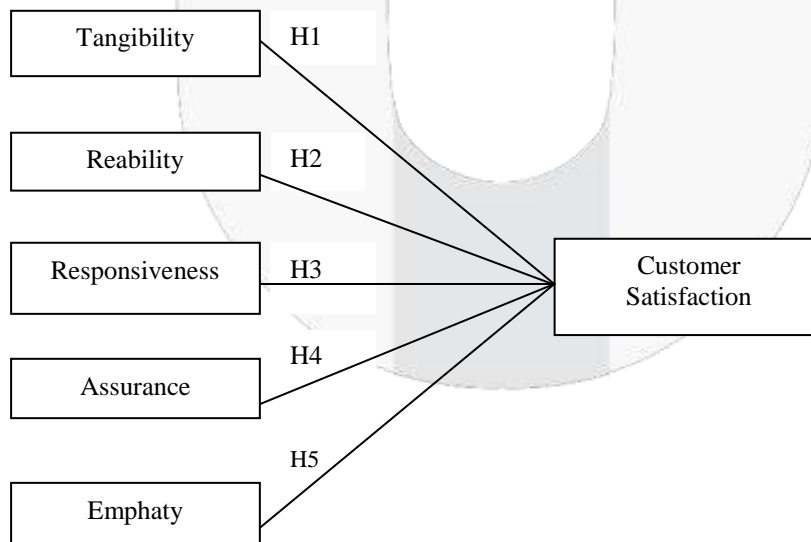 Tangibility
H1
Reability
H2
Responsiveness
H3
Customer
Satisfaction
H4
Assurance
H5
Emphaty